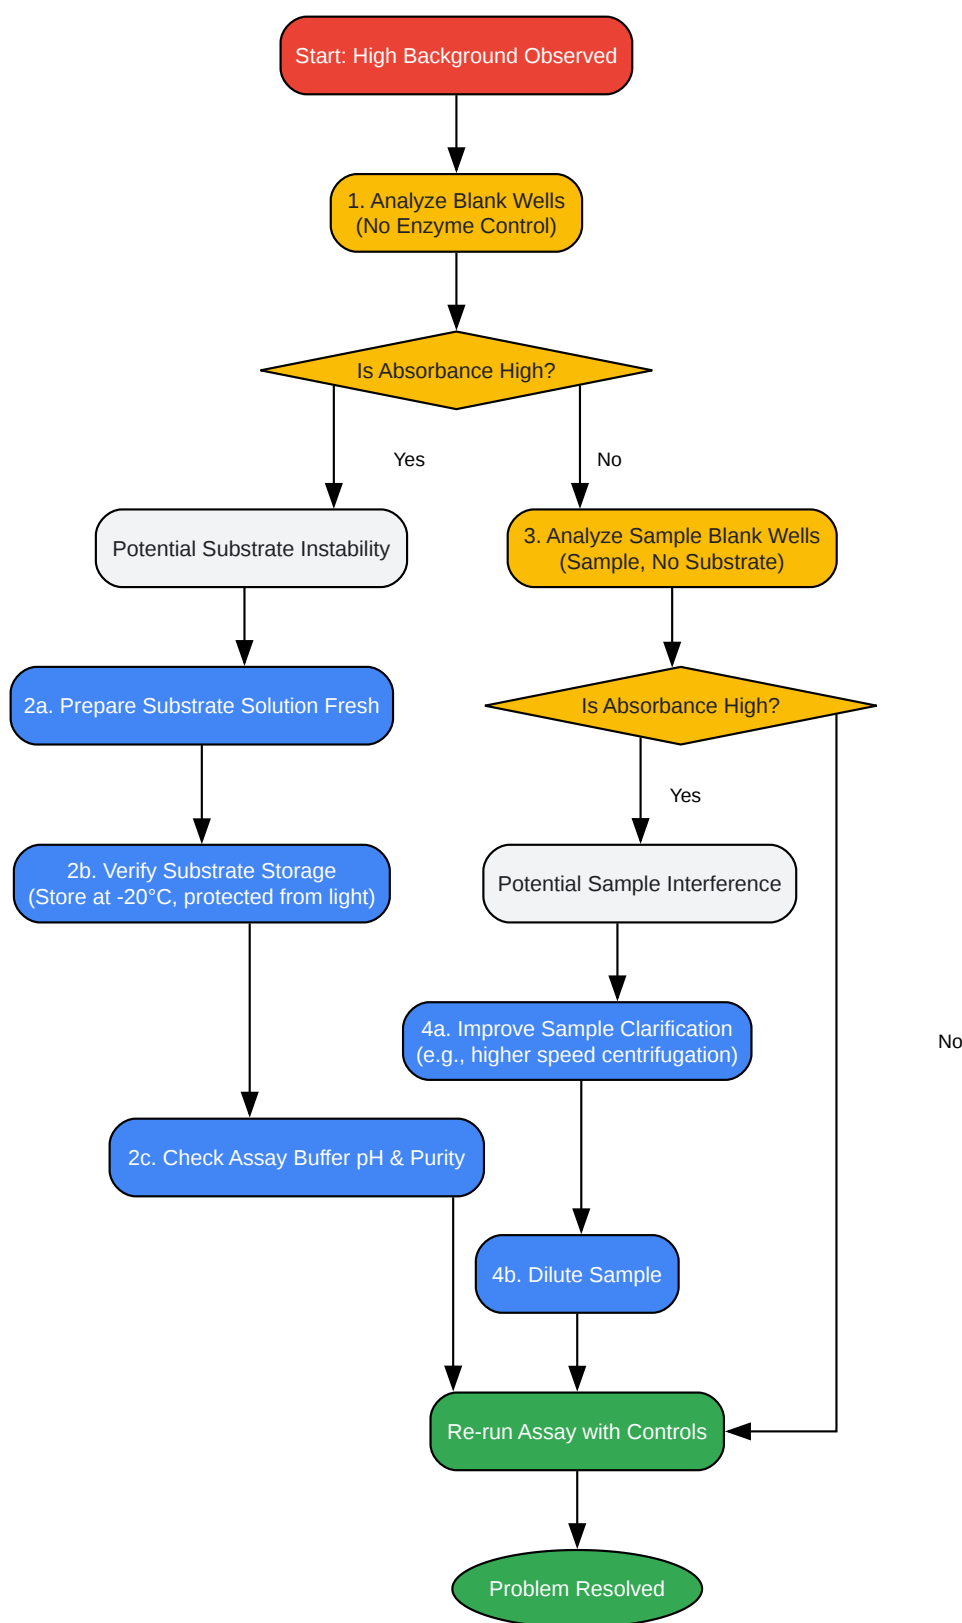 Start: High Background Observed
1. Analyze Blank Wells
(No Enzyme Control)
Is Absorbance High?
Yes
No
Potential Substrate Instability
3. Analyze Sample Blank Wells
(Sample, No Substrate)
2a. Prepare Substrate Solution Fresh
Is Absorbance High?
Yes
2b. Verify Substrate Storage
(Store at -20°C, protected from light)
Potential Sample Interference
4a. Improve Sample Clarification
(e.g., higher speed centrifugation)
No
2c. Check Assay Buffer pH & Purity
4b. Dilute Sample
Re-run Assay with Controls
Problem Resolved